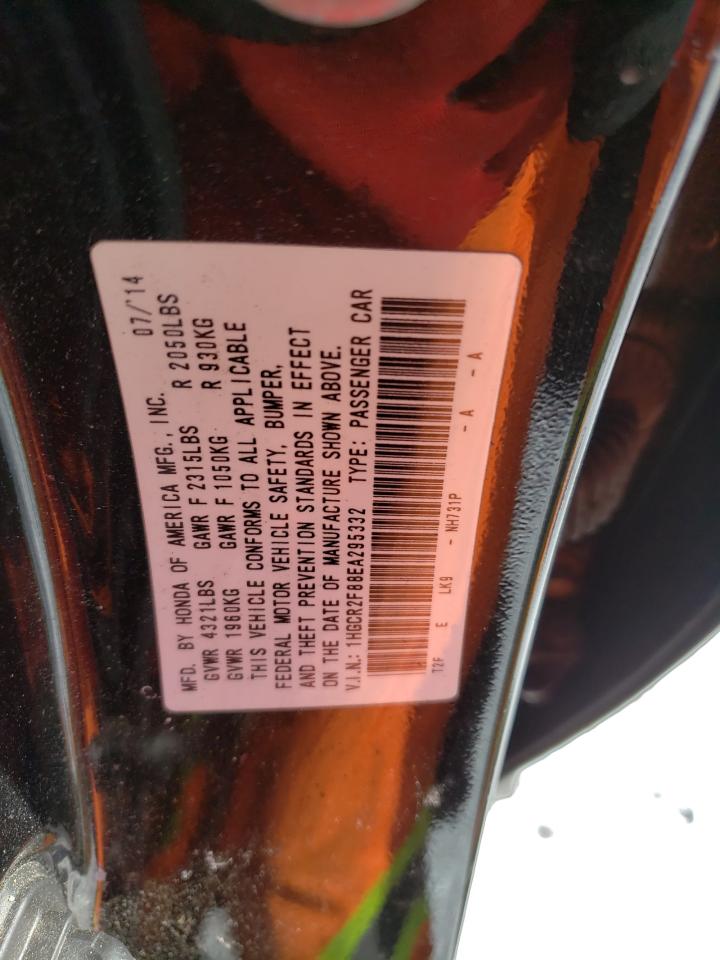 MFD. BY HONDA OF AMERICA MFG., INC. 07/'14
GVWR 4321LBS GAWR F 2315LBS R 2050LBS
GVWR 1960KG GAWR F 1050KG R 930KG
THIS VEHICLE CONFORMS TO ALL APPLICABLE
FEDERAL MOTOR VEHICLE SAFETY, BUMPER,
AND THEFT PREVENTION STANDARDS IN EFFECT
ON THE DATE OF MANUFACTURE SHOWN ABOVE.
V.I.N.: 1HGCR2F88EA295332 TYPE: PASSENGER CAR
T2F E LK9 - NH731P - A - A